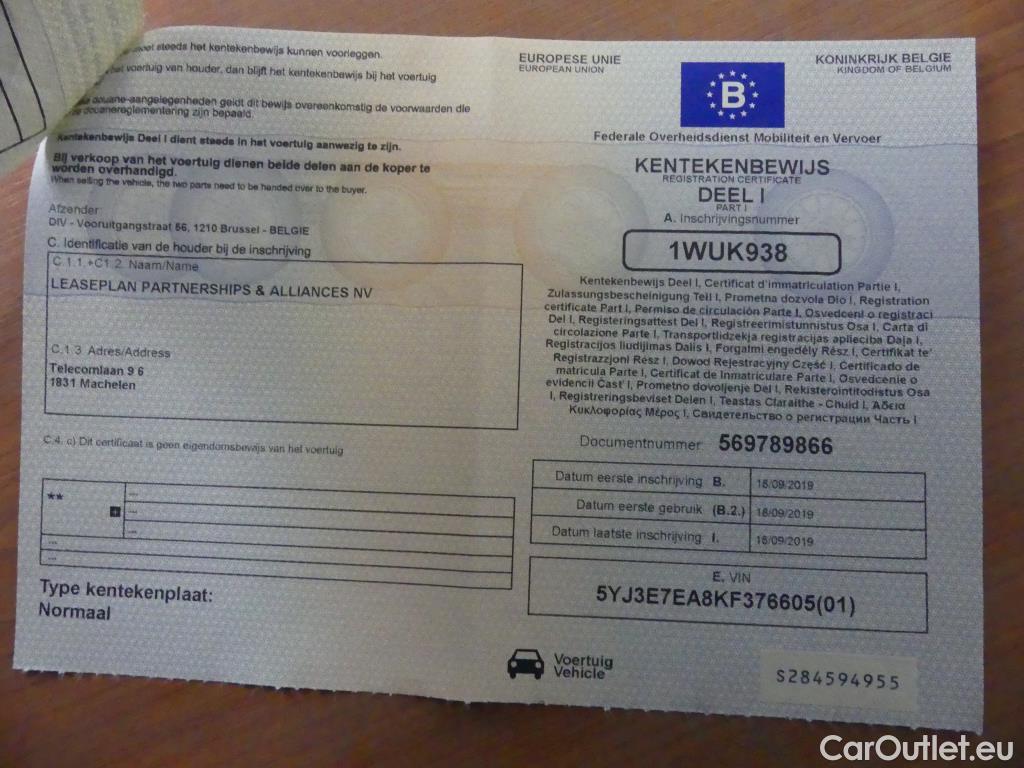 moet steeds het kentekenbewijs kunnen voorleggen.
voertuig van houder, dan blijft het kentekenbewijs bij het voertuig
douane-aangelegenheden geldt dit bewijs overeenkomstig de voorwaarden die
douanereglementering zijn bepaald.
Kentekenbewijs Deel I dient steeds in het voertuig aanwezig te zijn.
Bij verkoop van het voertuig dienen beide delen aan de koper te
worden overhandigd.
When selling the vehicle, the two parts need to be handed over to the buyer.
Afzender:
DIV - Vooruitgangstraat 56, 1210 Brussel - BELGIE
C. Identificatie van de houder bij de inschrijving
C.1.1.+C1.2. Naam/Name
LEASEPLAN PARTNERSHIPS & ALLIANCES NV
C.1.3. Adres/Address
Telecomlaan 9 6
1831 Machelen
C.4. c) Dit certificaat is geen eigendomsbewijs van het voertuig
**
---
---
---
---
---
Type kentekenplaat:
Normaal
EUROPESE UNIE
EUROPEAN UNION
B
KONINKRIJK BELGIE
KINGDOM OF BELGIUM
Federale Overheidsdienst Mobiliteit en Vervoer
KENTEKENBEWIJS
REGISTRATION CERTIFICATE
DEEL I
PART I
A. Inschrijvingsnummer
1WUK938
Kentekenbewijs Deel I, Certificat d'immatriculation Partie I,
Zulassungsbescheinigung Teil I, Prometna dozvola Dio I, Registration
certificate Part I, Permiso de circulación Parte I, Osvedceni o registraci
Del I, Registreringsattest Del I, Registreerimistunnistus Osa I, Carta di
circolazione Parte I, Transportlidzekja registracijas aplieciba Daja I,
Registracijos liudijimas Dalis I, Forgalmi engedély Rész I, Certifikat te'
Registrazzjoni Rész I, Dowod Rejestracyjny Część I, Certificado de
matricula Parte I, Certificat de Inmatriculare Parte I, Osvedcenie o
evidencii Cast' I, Prometno dovoljenje Del I, Rekisterointitodistus Osa
I, Registreringsbeviset Delen I, Teastas Claraithe - Chuid I, Άδεια
Κυκλοφορίας Μέρος I, Свидетельство о регистрации Часть I
Documentnummer: 569789866
Datum eerste inschrijving B. 18/09/2019
Datum eerste gebruik (B.2.) 18/09/2019
Datum laatste inschrijving I. 18/09/2019
E. VIN
5YJ3E7EA8KF376605(01)
Voertuig
Vehicle
S284594955
CarOutlet.eu